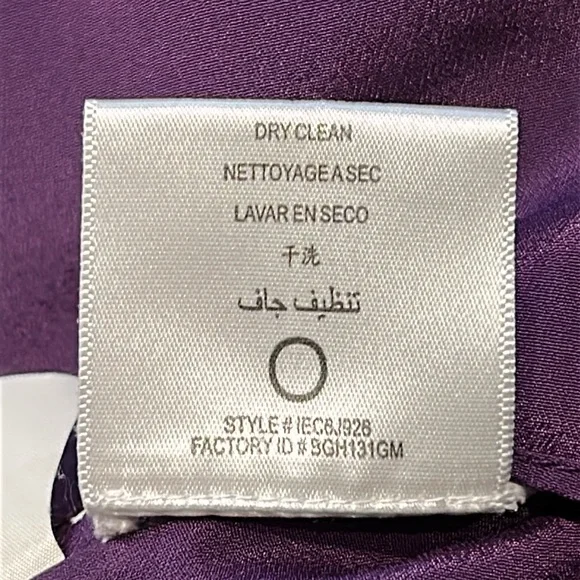 DRY CLEAN
NETTOYAGE A SEC
LAVAR EN SECO
干洗
تنظيف جاف
STYLE # IEC6J926
FACTORY ID # SGH131GM